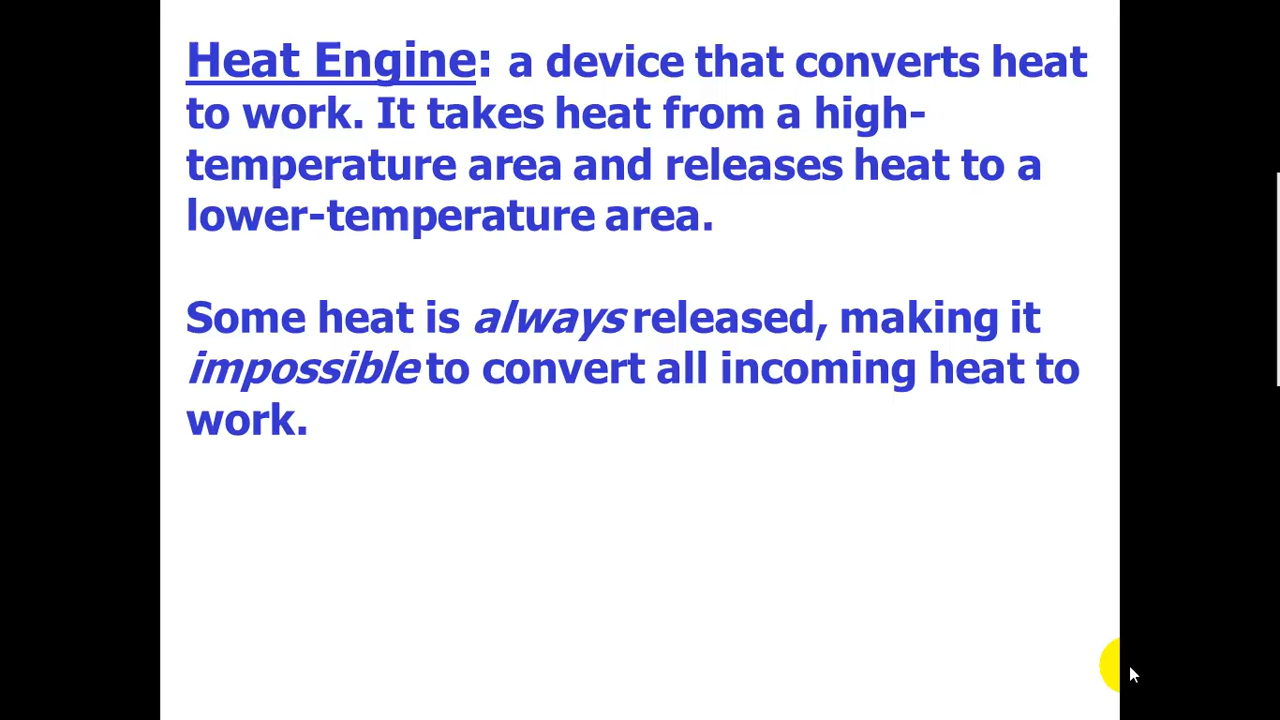 Heat Engine: a device that converts heat
to work. It takes heat from a high-
temperature area and releases heat to a
lower-temperature area.
Some heat is always released, making it
impossible to convert all incoming heat to
work.